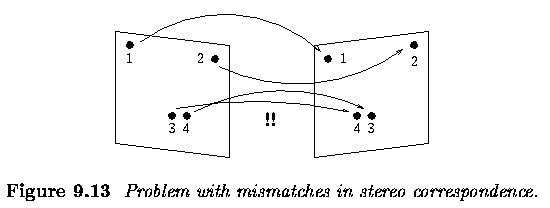 1 2 1 2
!!
3 4 4 3
Figure 9.13 Problem with mismatches in stereo correspondence.